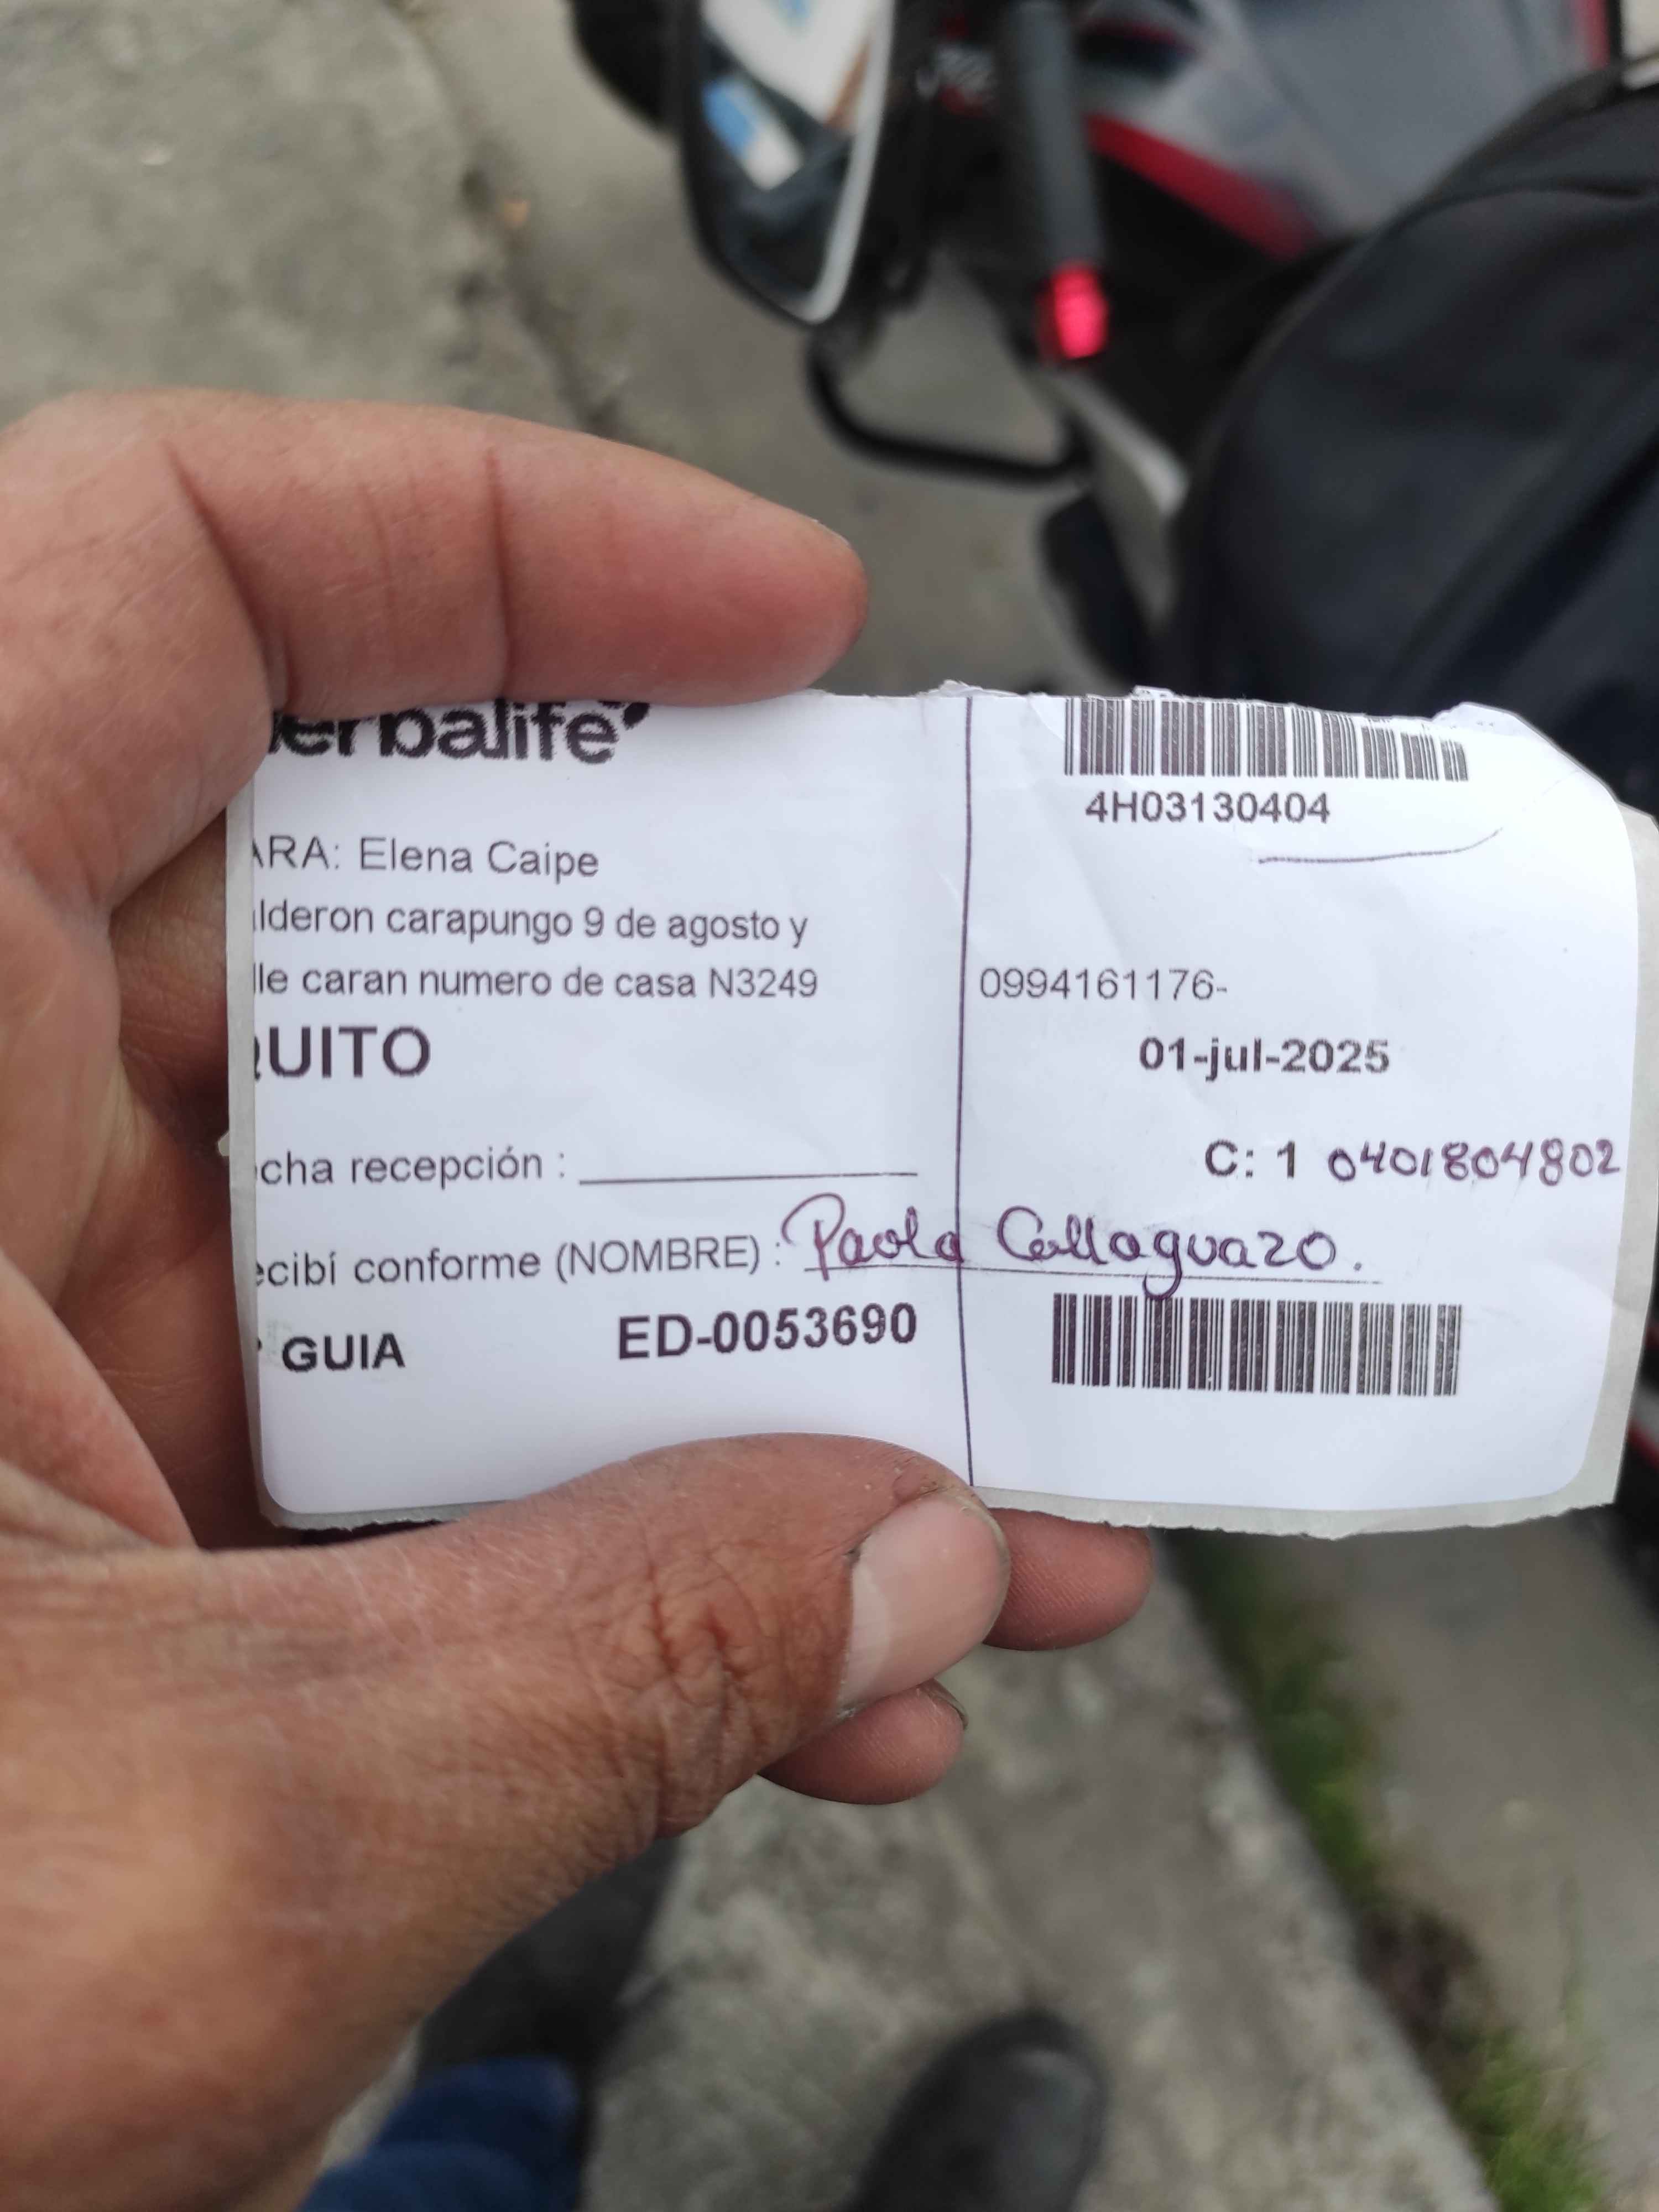 erbalife
4H03130404
ARA: Elena Caipe
lderon carapungo 9 de agosto y
lle caran numero de casa N3249
0994161176-
QUITO
01-jul-2025
cha recepción :
C: 1 0401804802
ecibí conforme (NOMBRE) : Paola Collaguazo.
GUIA ED-0053690